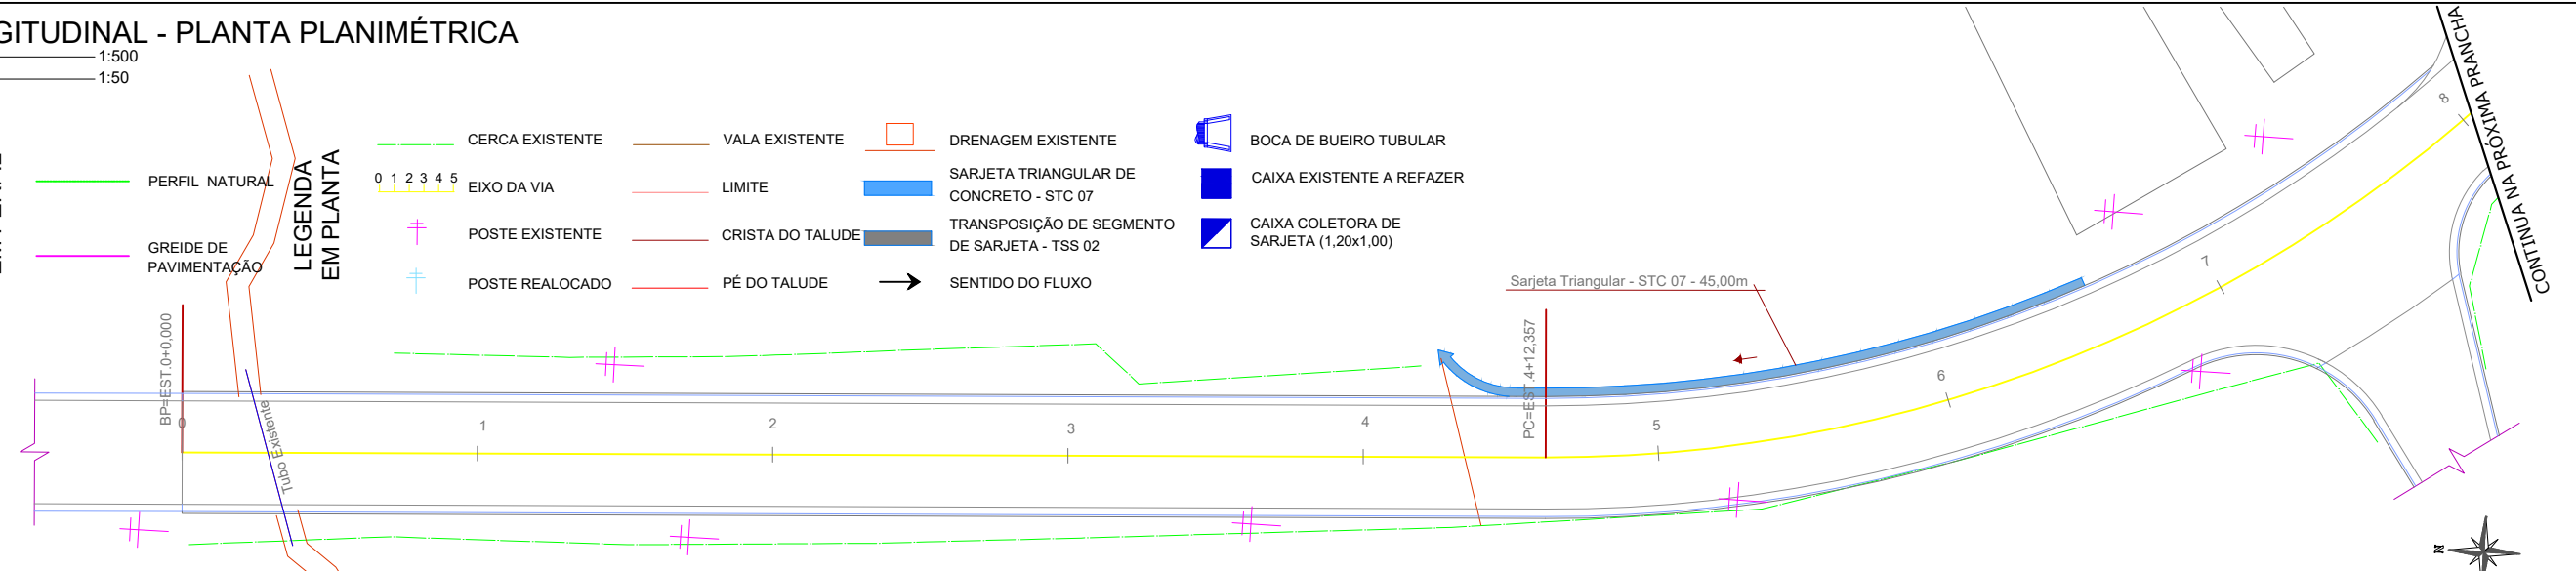 GITUDINAL - PLANTA PLANIMÉTRICA
1:500
1:50
PERFIL NATURAL
GREIDE DE
PAVIMENTAÇÃO
LEGENDA
EM PLANTA
CERCA EXISTENTE
0 1 2 3 4 5
EIXO DA VIA
POSTE EXISTENTE
POSTE REALOCADO
VALA EXISTENTE
LIMITE
CRISTA DO TALUDE
PÉ DO TALUDE
DRENAGEM EXISTENTE
SARJETA TRIANGULAR DE
CONCRETO - STC 07
TRANSPOSIÇÃO DE SEGMENTO
DE SARJETA - TSS 02
SENTIDO DO FLUXO
BOCA DE BUEIRO TUBULAR
CAIXA EXISTENTE A REFAZER
CAIXA COLETORA DE
SARJETA (1,20x1,00)
BP=EST.0+0,000
Tubo Existente
Sarjeta Triangular - STC 07 - 45,00m
PC=EST.4+12,357
0
1
2
3
4
5
6
7
8
CONTINUA NA PRÓXIMA PRANCHA
N